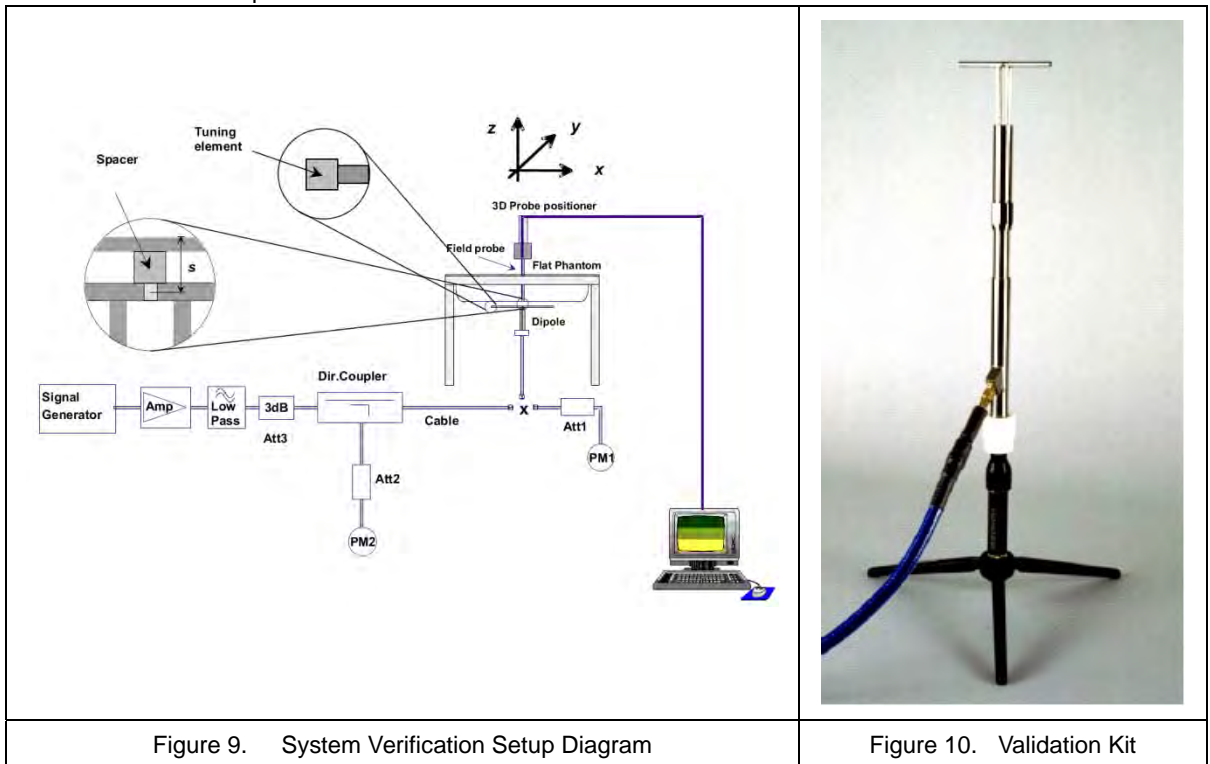 Tuning
element
Spacer
s
z
y
x
3D Probe positioner
Field probe
Flat Phantom
Dipole
Signal
Generator
Amp
Low
Pass
3dB
Att3
Dir.Coupler
Cable
x
Att1
PM1
Att2
PM2
Figure 9. System Verification Setup Diagram
Figure 10. Validation Kit